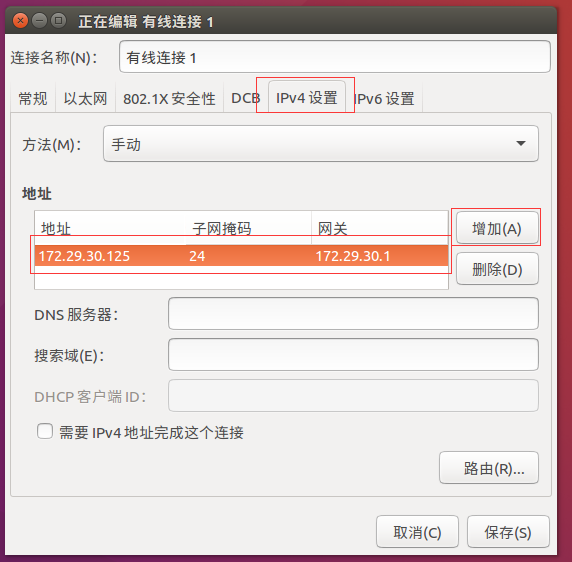 正在编辑 有线连接 1
连接名称(N)： 有线连接 1
常规 以太网 802.1X 安全性 DCB IPv4 设置 IPv6 设置
方法(M)： 手动
地址
地址 子网掩码 网关 增加(A)
172.29.30.125 24 172.29.30.1
删除(D)
DNS 服务器：
搜索域(E)：
DHCP 客户端 ID：
需要 IPv4 地址完成这个连接
路由(R)...
取消(C) 保存(S)